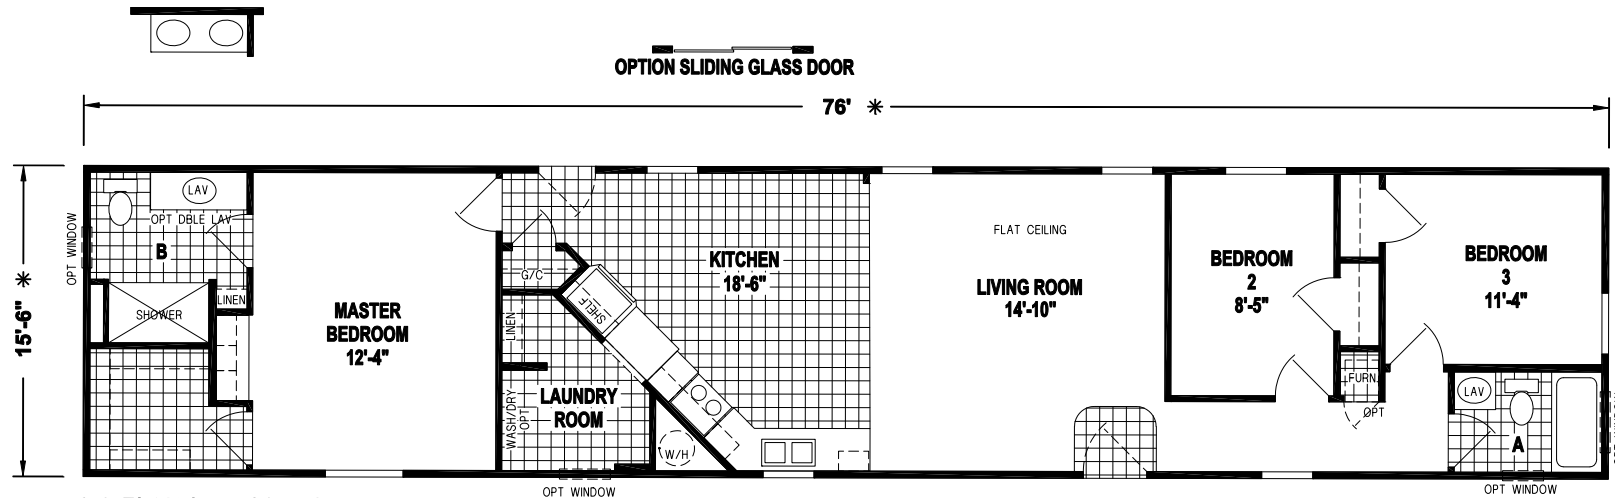 OPTION SLIDING GLASS DOOR
76' ✳
15'-6" ✳
OPT WINDOW
LAV
OPT DBLE LAV
B
LINEN
SHOWER
MASTER
BEDROOM
12'-4"
G/C
LINEN
SHELF
WASH/DRY
OPT
LAUNDRY
ROOM
W/H
OPT WINDOW
KITCHEN
18'-6"
FLAT CEILING
LIVING ROOM
14'-10"
BEDROOM
2
8'-5"
FURN.
OPT
BEDROOM
3
11'-4"
LAV
A
OPT WINDOW